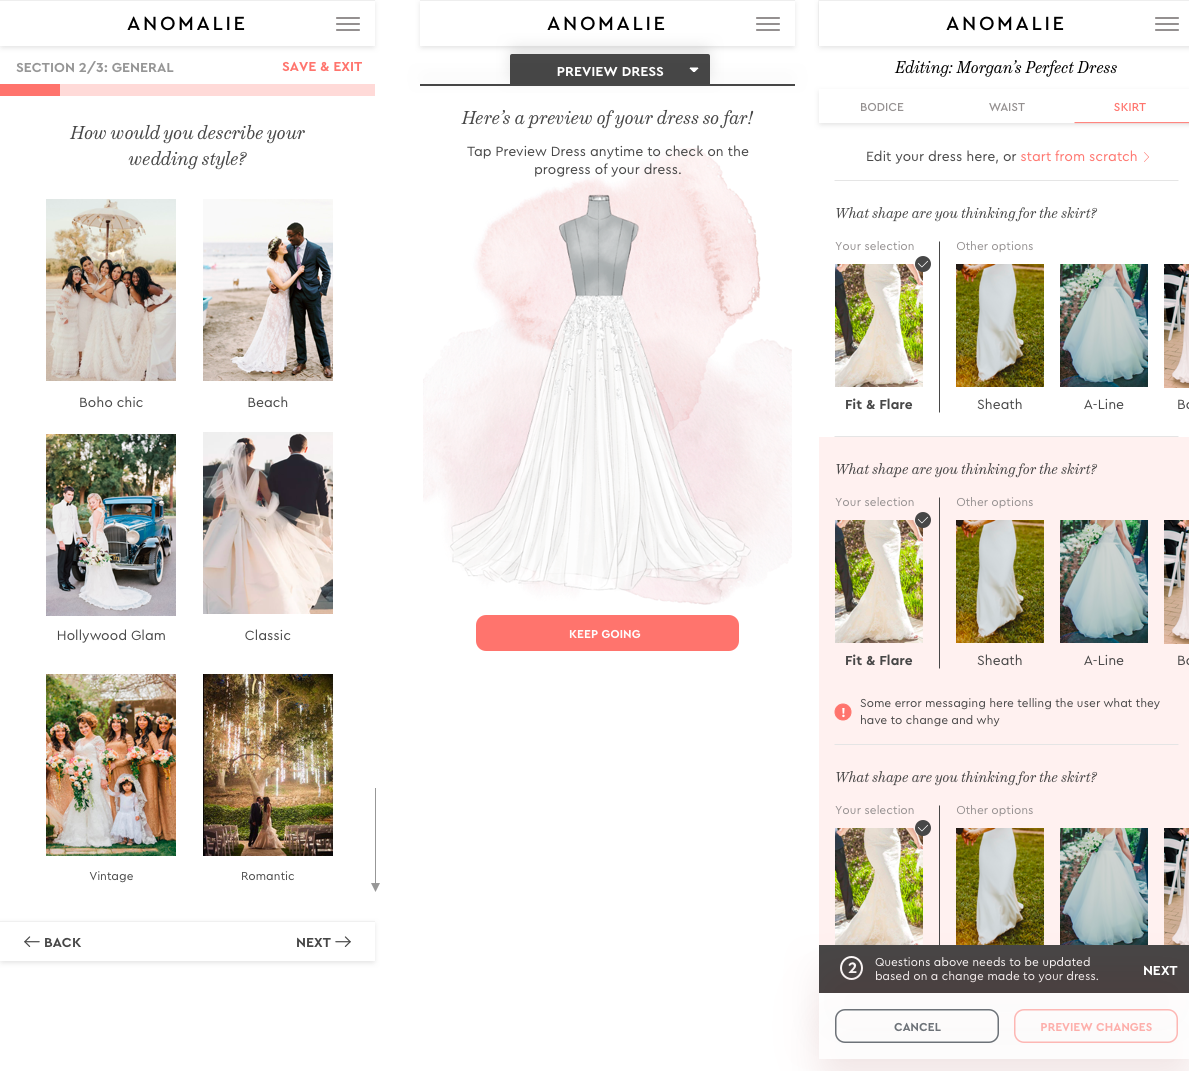 ANOMALIE
SECTION 2/3: GENERAL
SAVE & EXIT
How would you describe your
wedding style?
Boho chic
Beach
Hollywood Glam
Classic
Vintage
Romantic
BACK
NEXT
ANOMALIE
PREVIEW DRESS
Here's a preview of your dress so far!
Tap Preview Dress anytime to check on the
progress of your dress.
KEEP GOING
ANOMALIE
Editing: Morgan's Perfect Dress
BODICE
WAIST
SKIRT
Edit your dress here, or start from scratch
What shape are you thinking for the skirt?
Your selection
Other options
Fit & Flare
Sheath
A-Line
What shape are you thinking for the skirt?
Your selection
Other options
Fit & Flare
Sheath
A-Line
! Some error messaging here telling the user what they
have to change and why
What shape are you thinking for the skirt?
Your selection
Other options
2
Questions above needs to be updated
based on a change made to your dress.
NEXT
CANCEL
PREVIEW CHANGES